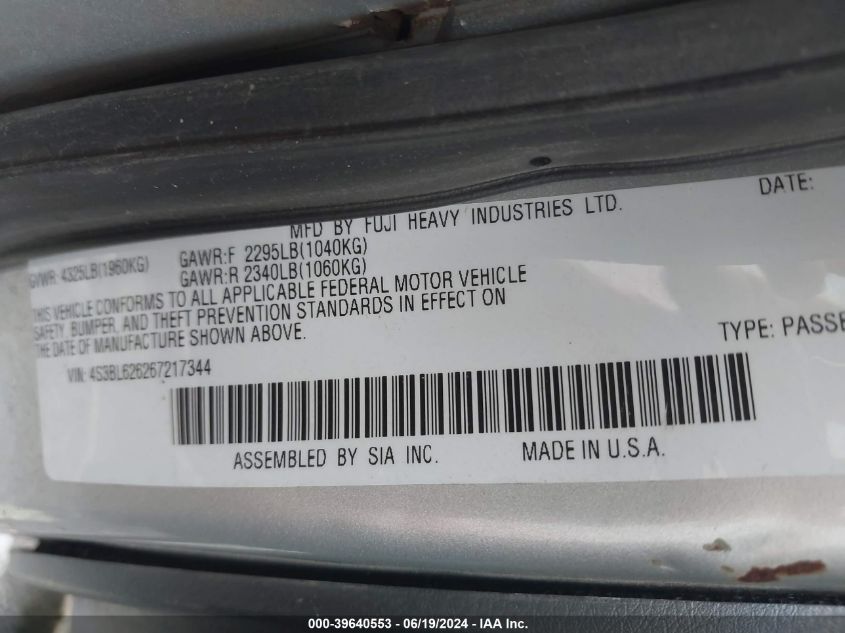 MFD BY FUJI HEAVY INDUSTRIES LTD. DATE:
GVWR: 4325LB(1960KG) GAWR:F 2295LB(1040KG)
GAWR:R 2340LB(1060KG)
THIS VEHICLE CONFORMS TO ALL APPLICABLE FEDERAL MOTOR VEHICLE
SAFETY, BUMPER, AND THEFT PREVENTION STANDARDS IN EFFECT ON
THE DATE OF MANUFACTURE SHOWN ABOVE. TYPE: PASSE
VIN: 4S3BL626267217344
ASSEMBLED BY SIA INC. MADE IN U.S.A.
000-39640553 / 06/19/2024 - IAA Inc.